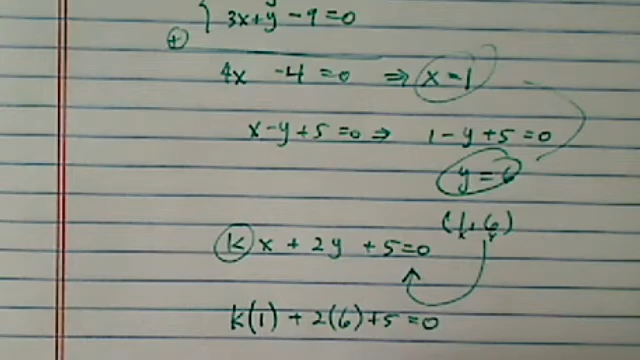 3x+y-9=0
+
4x -4=0 ⇒ x=1
x-y+5=0 ⇒ 1-y+5=0
y=6
(1,6)
x y
kx+2y+5=0
k(1)+2(6)+5=0